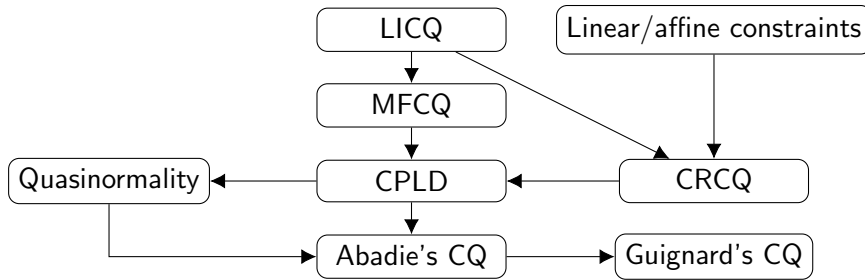 LICQ
Linear/affine constraints
MFCQ
Quasinormality
CPLD
CRCQ
Abadie's CQ
Guignard's CQ